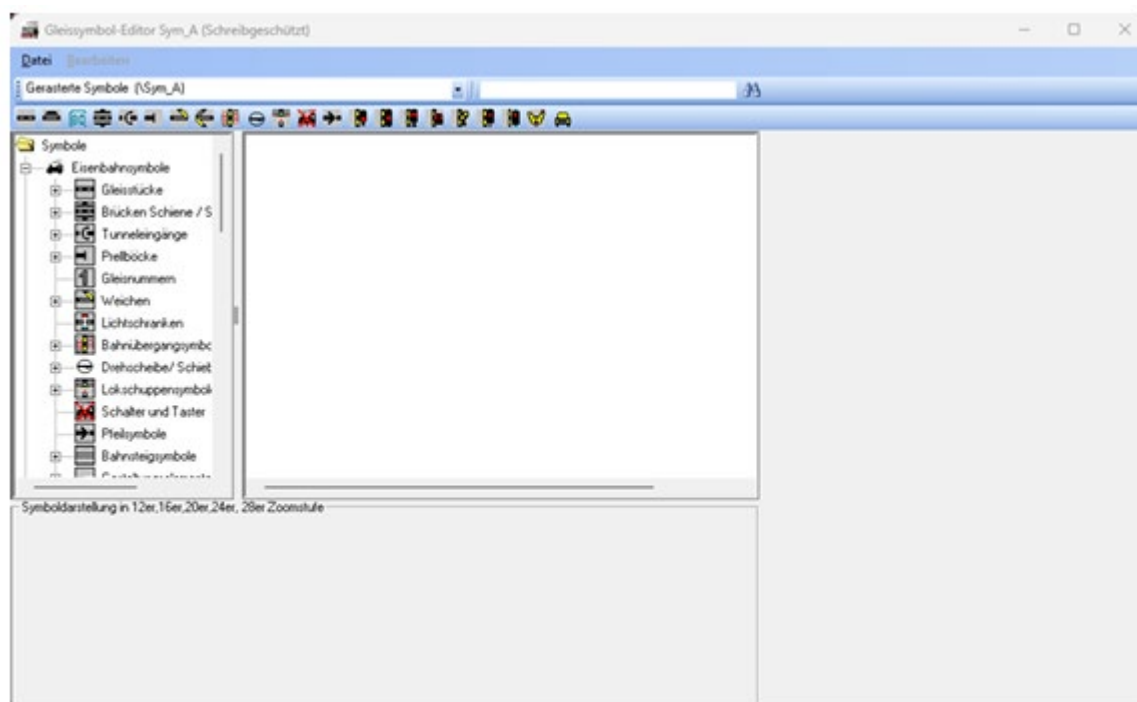 Gleissymbol-Editor Sym_A (Schreibgeschützt)
Datei Bearbeiten
Gerasterte Symbole (\Sym_A)
Symbole
Eisenbahnsymbole
Gleisstücke
Brücken Schiene / S
Tunneleingänge
Prellböcke
Gleisnummern
Weichen
Lichtschranken
Bahnübergangsymbo
Drehscheibe/ Schieb
Lokschuppensymbol
Schalter und Taster
Pfeilsymbole
Bahnsteigsymbole
Symboldarstellung in 12er,16er,20er,24er, 28er Zoomstufe